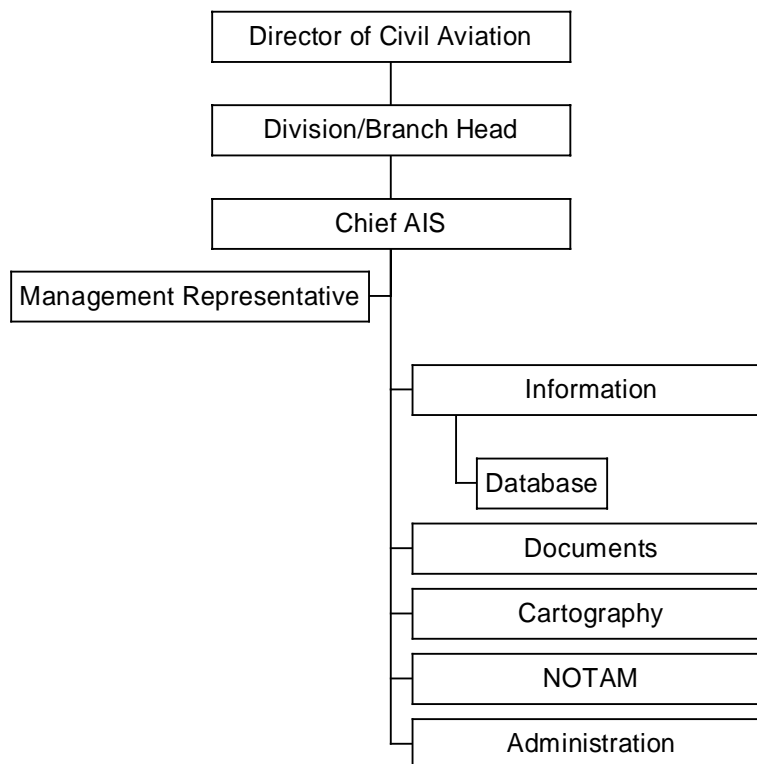 Director of Civil Aviation
Division/Branch Head
Chief AIS
Management Representative
Information
Database
Documents
Cartography
NOTAM
Administration